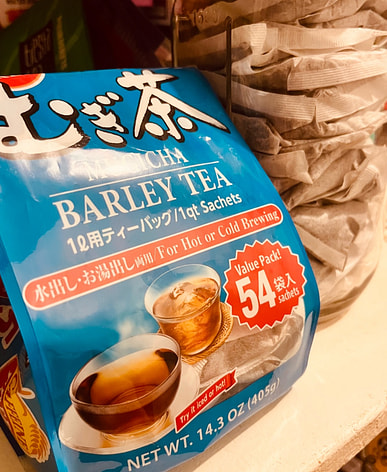 むぎ茶
MUGICHA
BARLEY TEA
1ℓ用ティーバッグ/1qt Sachets
水出し・お湯出し両用 For Hot or Cold Brewing
Value Pack!
54袋入
sachets
Try it iced or hot!
NET WT. 14.3 OZ (405g)